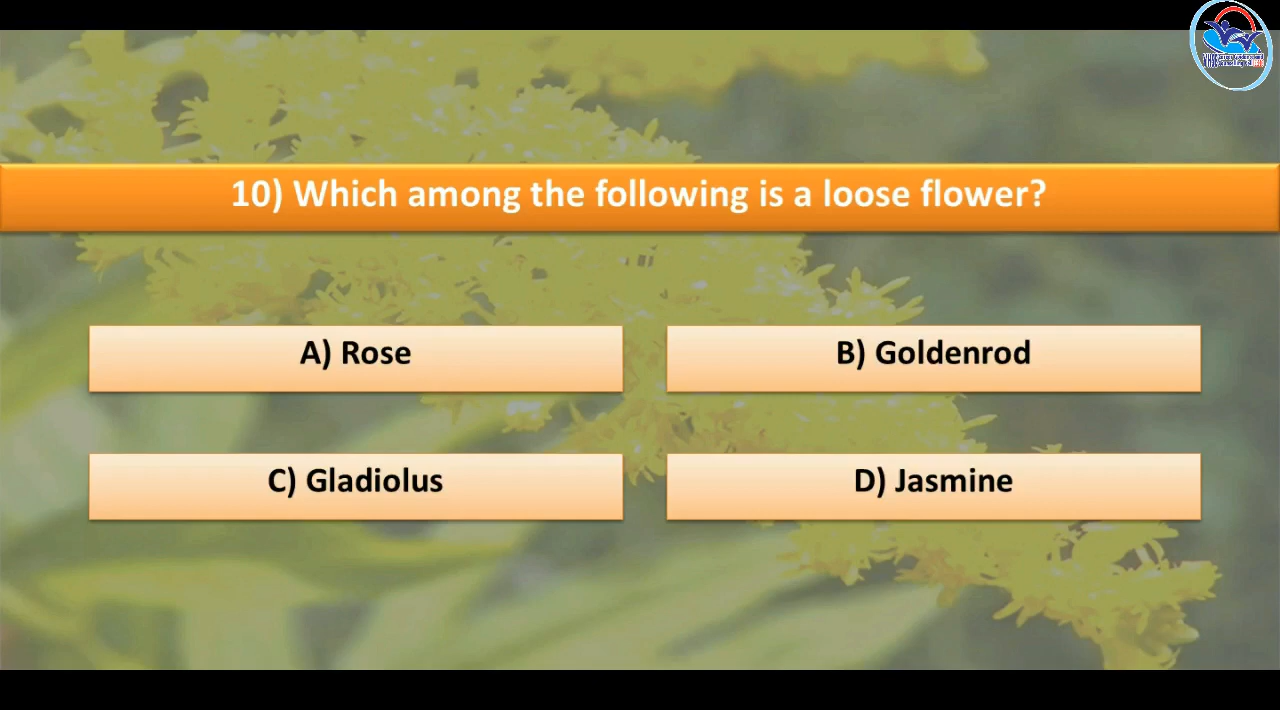 10) Which among the following is a loose flower?
A) Rose
B) Goldenrod
C) Gladiolus
D) Jasmine